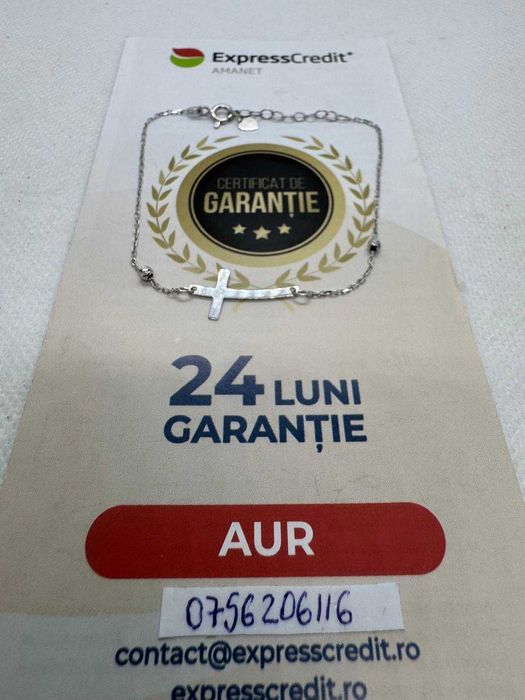 ExpressCredit+
AMANET
CERTIFICAT DE
GARANȚIE
24 LUNI
GARANȚIE
AUR
0756206116
contact@expresscredit.ro
expresscredit.ro